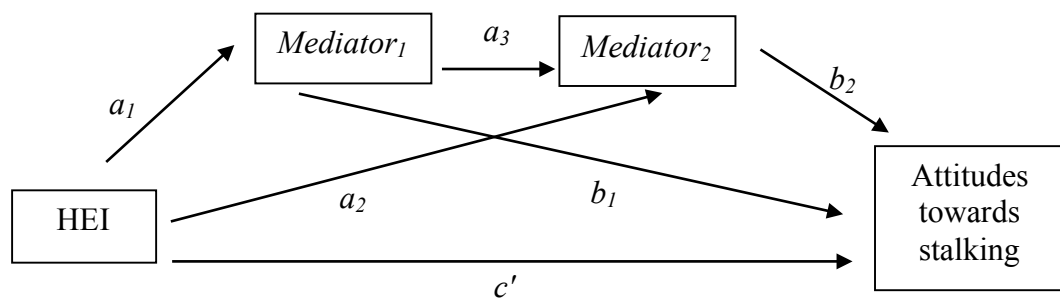 Mediator₁
a₃
Mediator₂
b₂
a₁
Attitudes
towards
stalking
HEI
a₂
b₁
c'